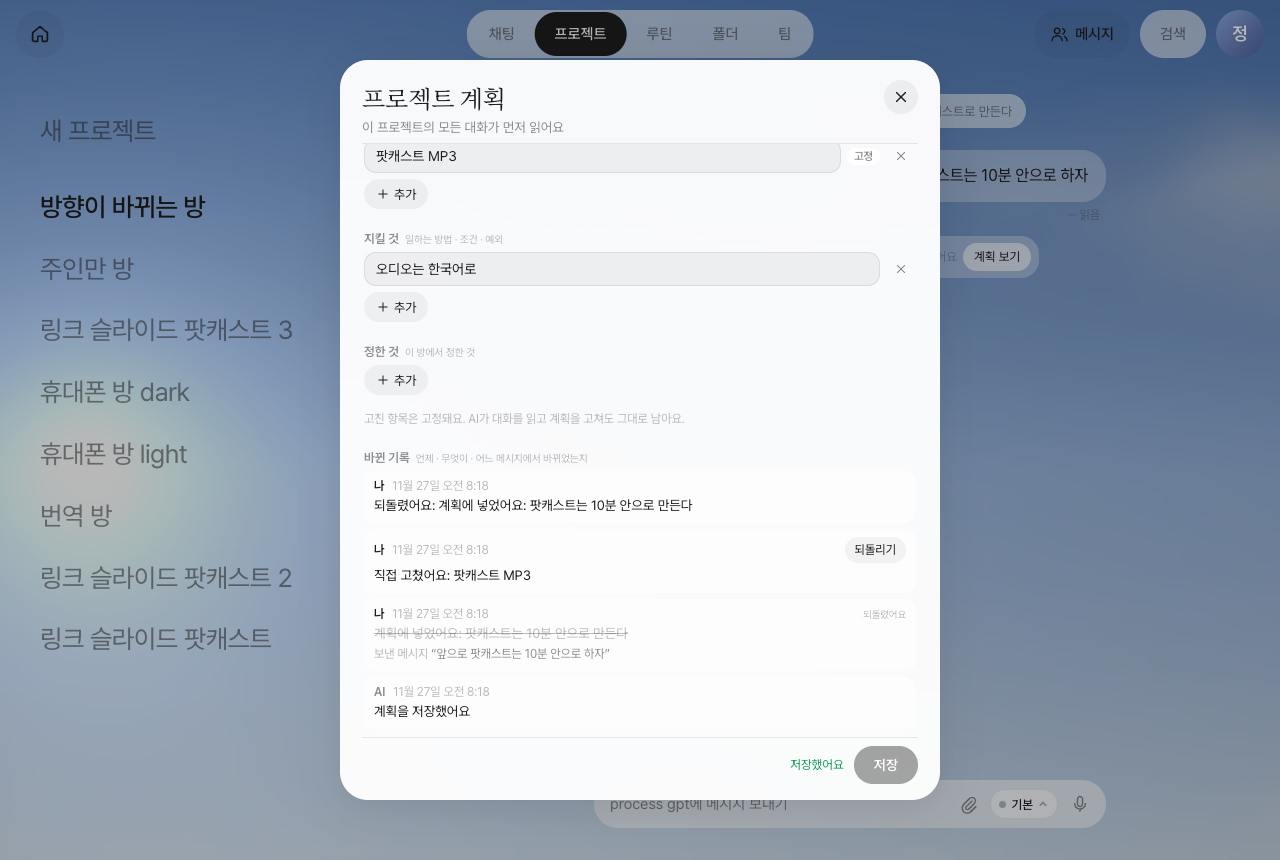 채팅
프로젝트
루틴
폴더
팀
메시지
검색
정
새 프로젝트
방향이 바뀌는 방
주인만 방
링크 슬라이드 팟캐스트 3
휴대폰 방 dark
휴대폰 방 light
번역 방
링크 슬라이드 팟캐스트 2
링크 슬라이드 팟캐스트
프로젝트 계획
이 프로젝트의 모든 대화가 먼저 읽어요
팟캐스트 MP3
고정
+ 추가
지킬 것 일하는 방법 · 조건 · 예외
오디오는 한국어로
+ 추가
정한 것 이 방에서 정한 것
+ 추가
고친 항목은 고정돼요. AI가 대화를 읽고 계획을 고쳐도 그대로 남아요.
바뀐 기록 언제 · 무엇이 · 어느 메시지에서 바뀌었는지
나 11월 27일 오전 8:18
되돌렸어요: 계획에 넣었어요: 팟캐스트는 10분 안으로 만든다
나 11월 27일 오전 8:18
되돌리기
직접 고쳤어요: 팟캐스트 MP3
나 11월 27일 오전 8:18
되돌렸어요
계획에 넣었어요: 팟캐스트는 10분 안으로 만든다
보낸 메시지 “앞으로 팟캐스트는 10분 안으로 하자”
AI 11월 27일 오전 8:18
계획을 저장했어요
저장했어요
저장
만든다
10분 안으로 하자
읽음
계획 보기
process gpt에 메시지 보내기
기본